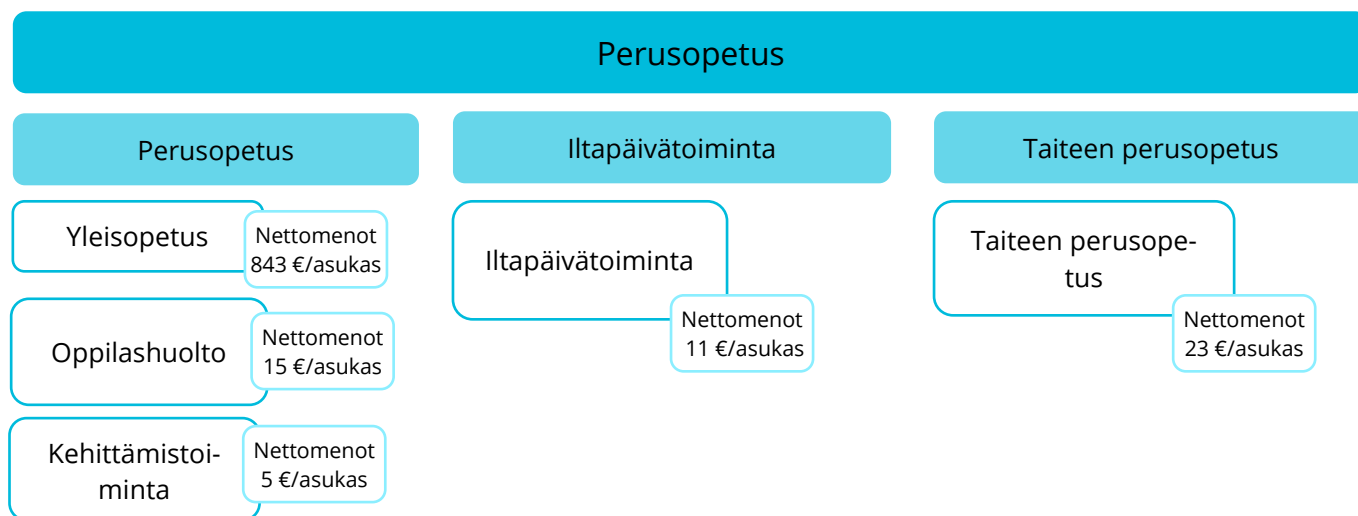 Perusopetus
Perusopetus
Yleisopetus
Nettomenot
843 €/asukas
Oppilashuolto
Nettomenot
15 €/asukas
Kehittämistoi-
minta
Nettomenot
5 €/asukas
Iltapäivätoiminta
Iltapäivätoiminta
Nettomenot
11 €/asukas
Taiteen perusopetus
Taiteen perusope-
tus
Nettomenot
23 €/asukas